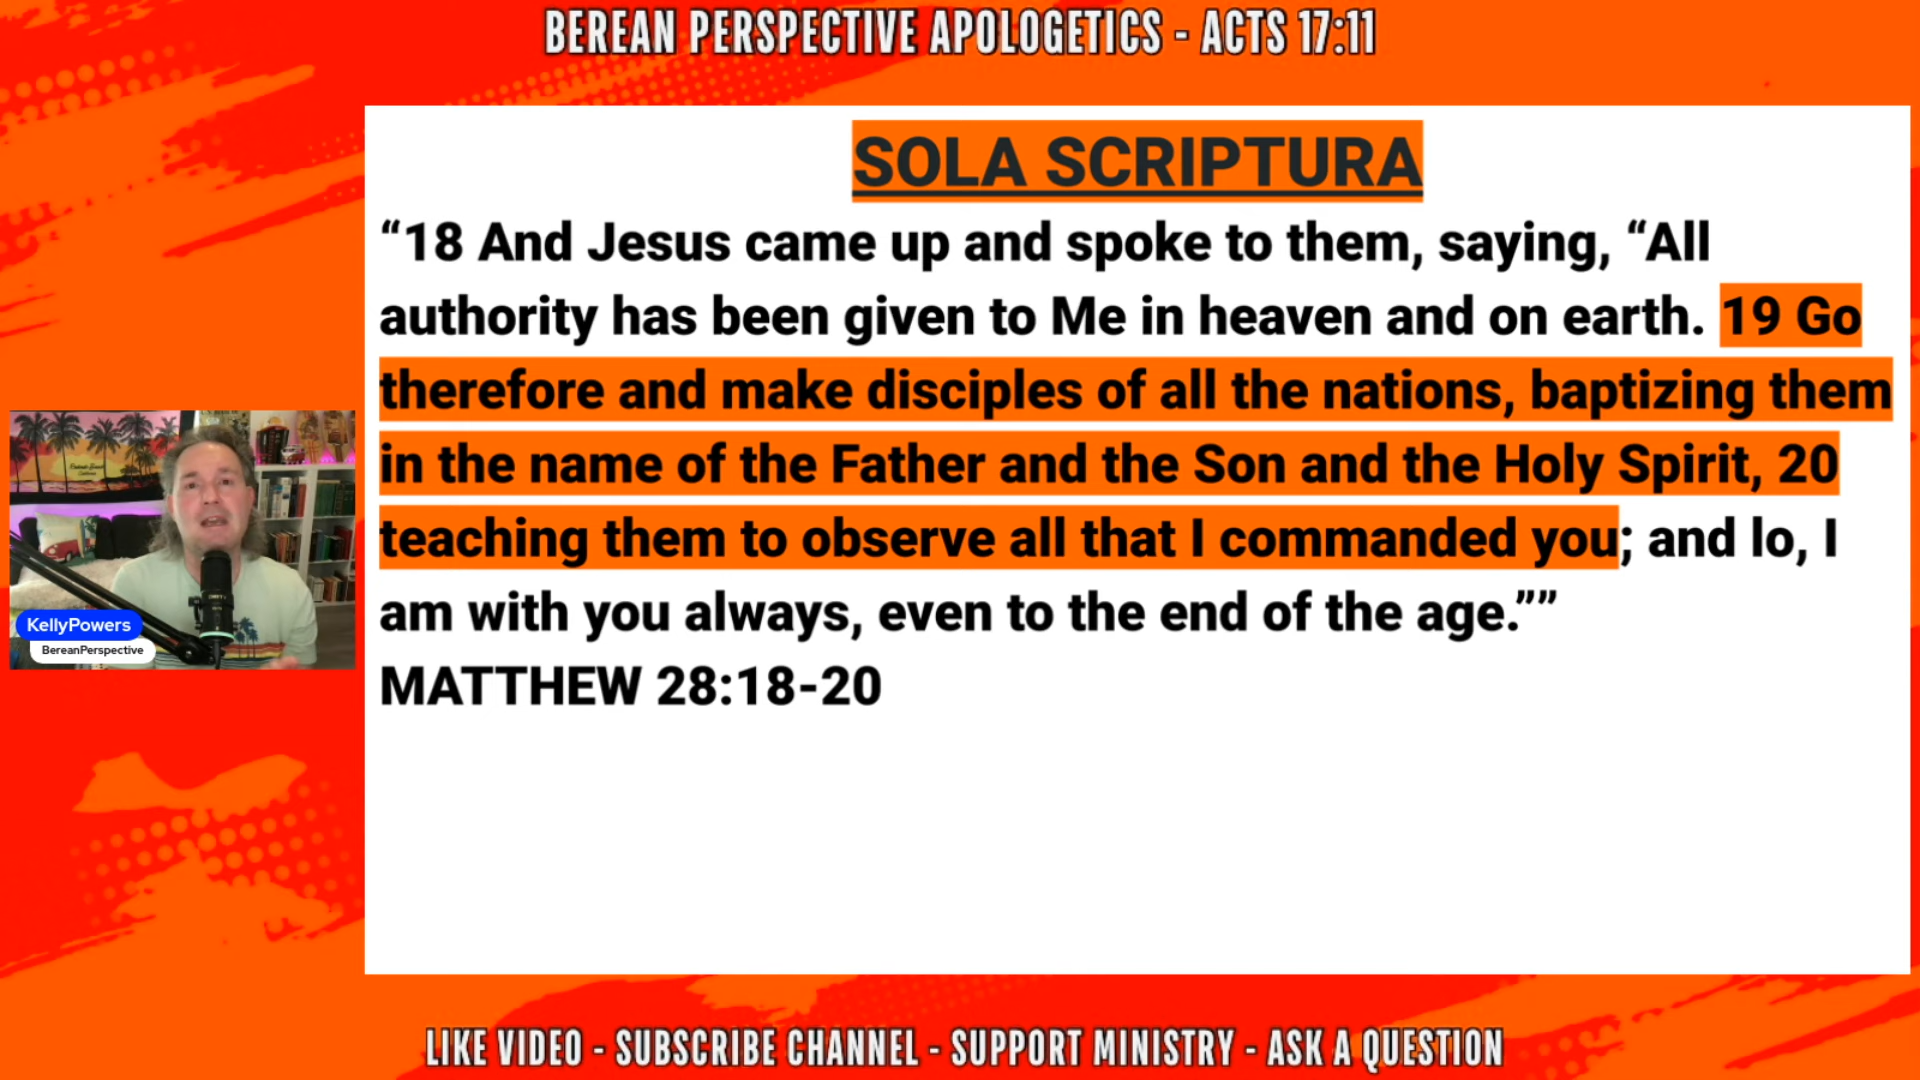 BEREAN PERSPECTIVE APOLOGETICS - ACTS 17:11
SOLA SCRIPTURA
“18 And Jesus came up and spoke to them, saying, “All
authority has been given to Me in heaven and on earth. 19 Go
therefore and make disciples of all the nations, baptizing them
in the name of the Father and the Son and the Holy Spirit, 20
teaching them to observe all that I commanded you; and lo, I
am with you always, even to the end of the age.””
MATTHEW 28:18-20
KellyPowers
BereanPerspective
LIKE VIDEO - SUBSCRIBE CHANNEL - SUPPORT MINISTRY - ASK A QUESTION